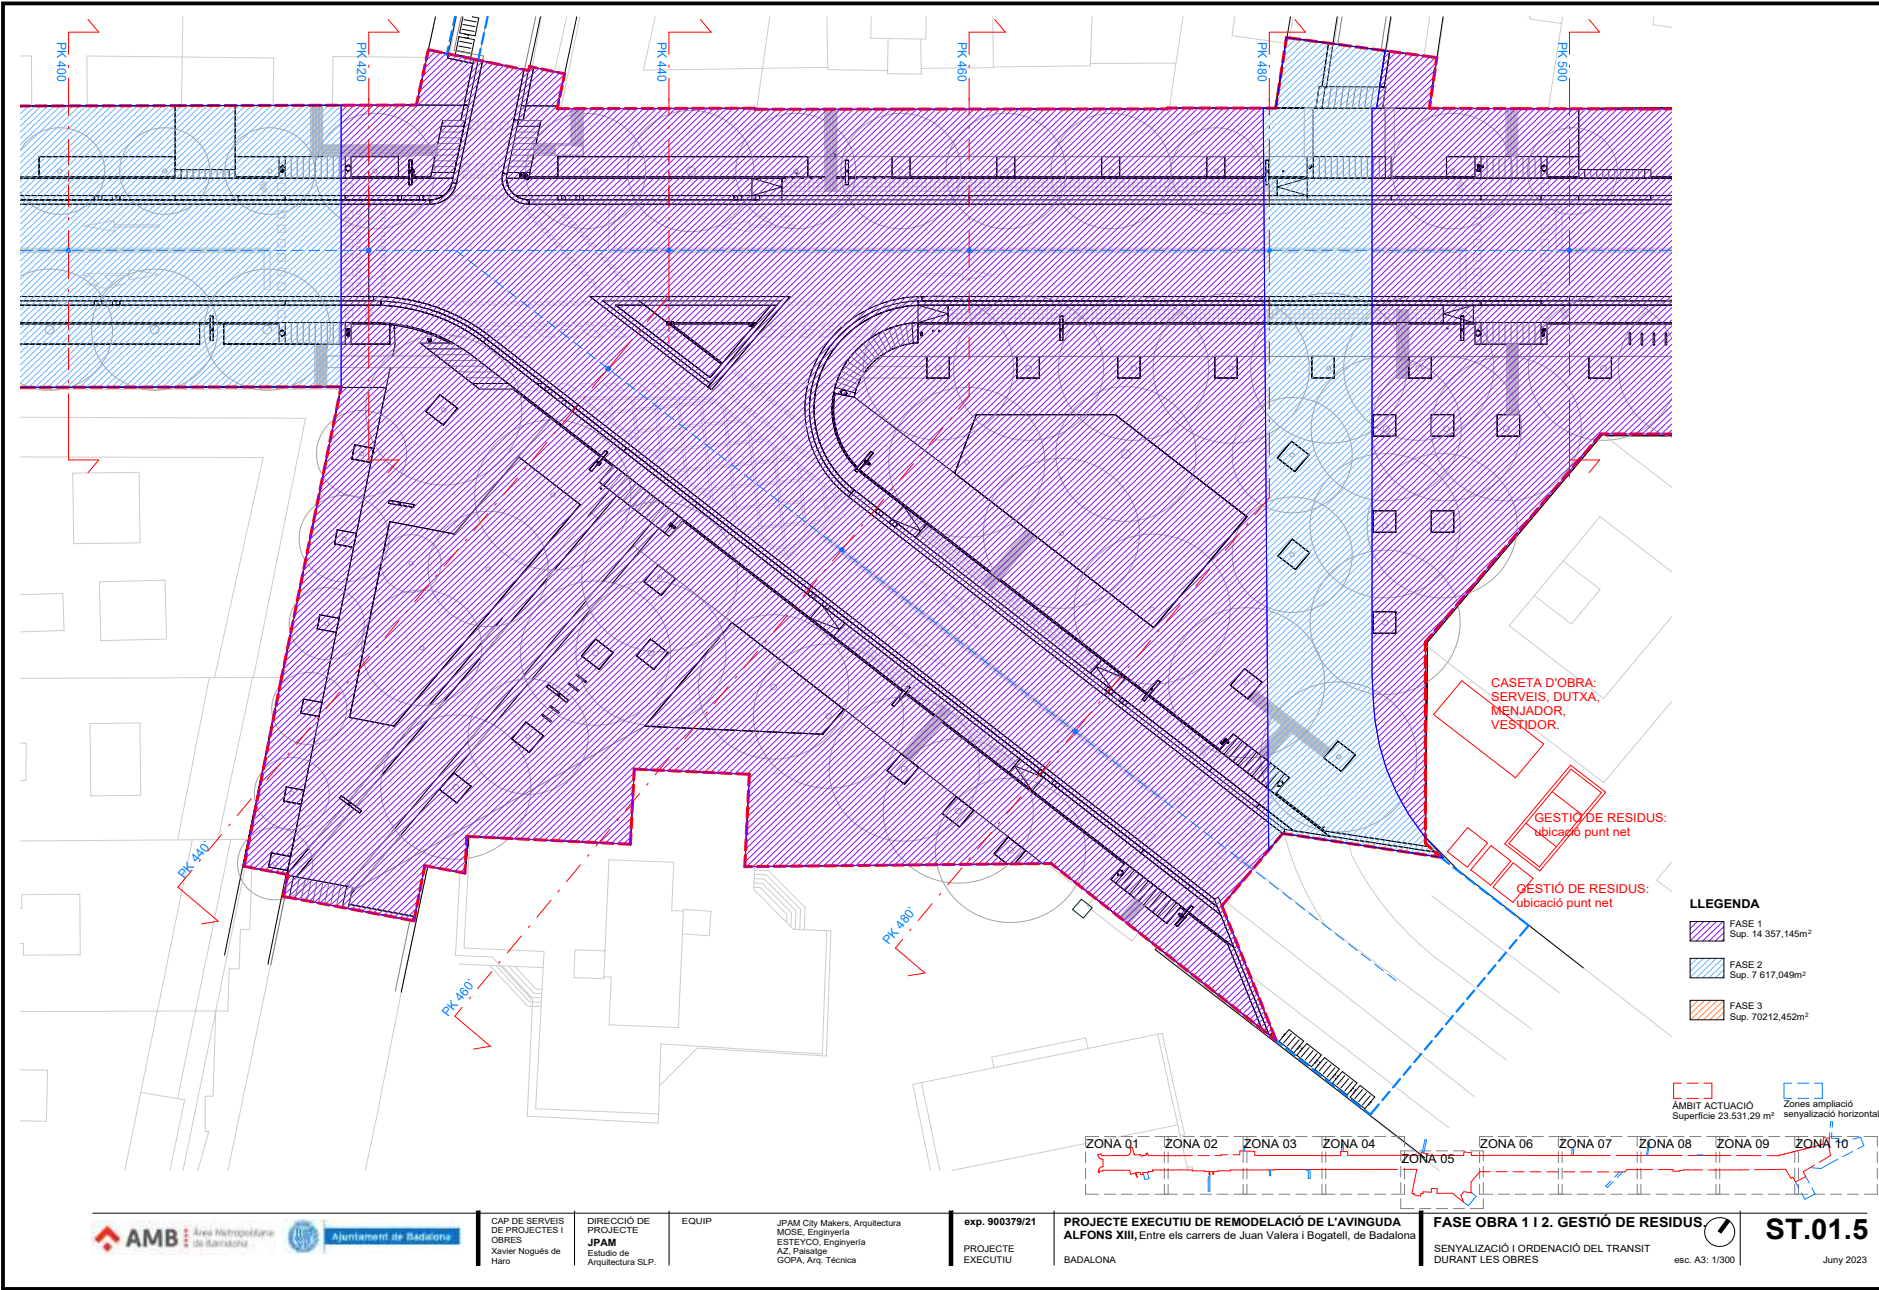 PK 400
PK 420
PK 440
PK 460
PK 480
PK 500
PK 440'
PK 460'
PK 480'
CASETA D'OBRA:
SERVEIS, DUTXA,
MENJADOR,
VESTIDOR.
GESTIÓ DE RESIDUS:
ubicació punt net
GESTIÓ DE RESIDUS:
ubicació punt net
LLEGENDA
FASE 1
Sup. 14 357,145m²
FASE 2
Sup. 7 617,049m²
FASE 3
Sup. 70212,452m²
ÀMBIT ACTUACIÓ
Superfície 23.531,29 m²
Zones ampliació
senyalizació horizontal
ZONA 01
ZONA 02
ZONA 03
ZONA 04
ZONA 05
ZONA 06
ZONA 07
ZONA 08
ZONA 09
ZONA 10
AMB
Àrea Metropolitana
de Barcelona
Ajuntament de Badalona
CAP DE SERVEIS
DE PROJECTES I
OBRES
Xavier Nogués de
Haro
DIRECCIÓ DE
PROJECTE
JPAM
Estudio de
Arquitectura SLP.
EQUIP
JPAM City Makers, Arquitectura
MOSE, Enginyeria
ESTEYCO, Enginyeria
AZ, Paisatge
GOPA, Arq. Técnica
exp. 900379/21
PROJECTE
EXECUTIU
PROJECTE EXECUTIU DE REMODELACIÓ DE L'AVINGUDA
ALFONS XIII, Entre els carrers de Juan Valera i Bogatell, de Badalona
BADALONA
FASE OBRA 1 I 2. GESTIÓ DE RESIDUS.
SENYALIZACIÓ I ORDENACIÓ DEL TRANSIT
DURANT LES OBRES
esc. A3: 1/300
ST.01.5
Juny 2023